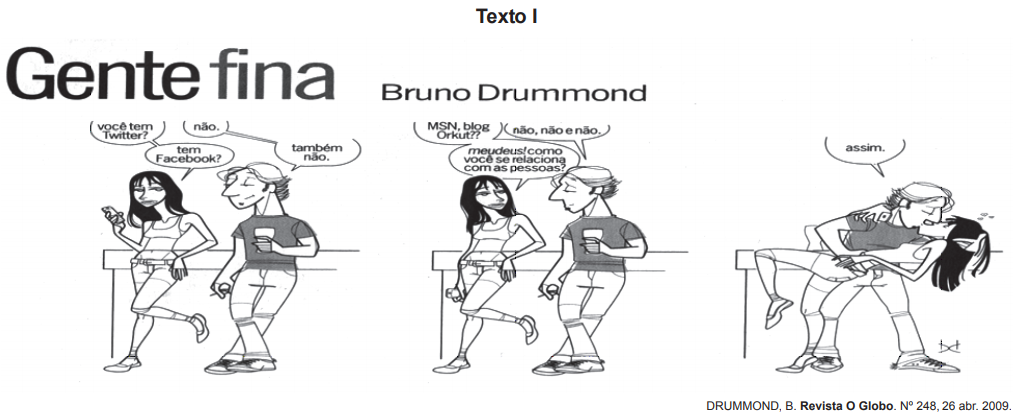 Texto I
Gente fina
Bruno Drummond
você tem
Twitter?
não.
tem
Facebook?
também
não.
MSN, blog
Orkut??
não, não e não.
meudeus! como
você se relaciona
com as pessoas?
assim.
DRUMMOND, B. Revista O Globo. Nº 248, 26 abr. 2009.